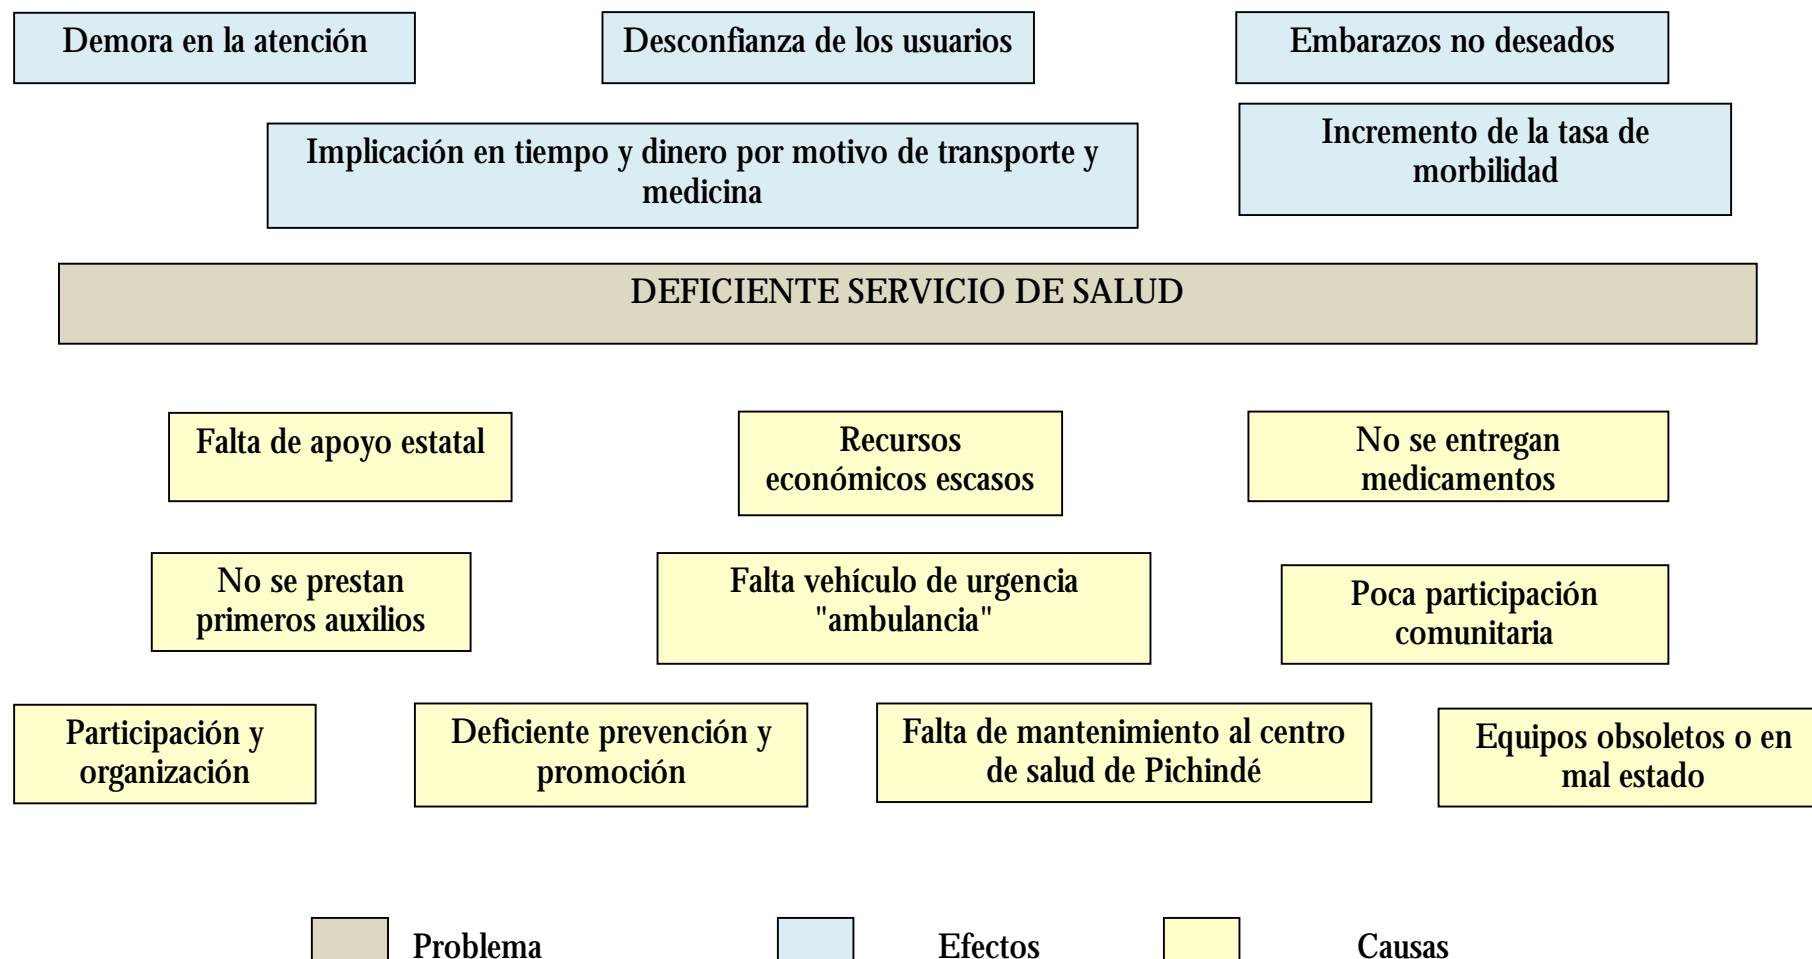 Demora en la atención
Desconfianza de los usuarios
Embarazos no deseados
Implicación en tiempo y dinero por motivo de transporte y
medicina
Incremento de la tasa de
morbilidad
DEFICIENTE SERVICIO DE SALUD
Falta de apoyo estatal
Recursos
económicos escasos
No se entregan
medicamentos
No se prestan
primeros auxilios
Falta vehículo de urgencia
"ambulancia"
Poca participación
comunitaria
Participación y
organización
Deficiente prevención y
promoción
Falta de mantenimiento al centro
de salud de Pichindé
Equipos obsoletos o en
mal estado
Problema
Efectos
Causas